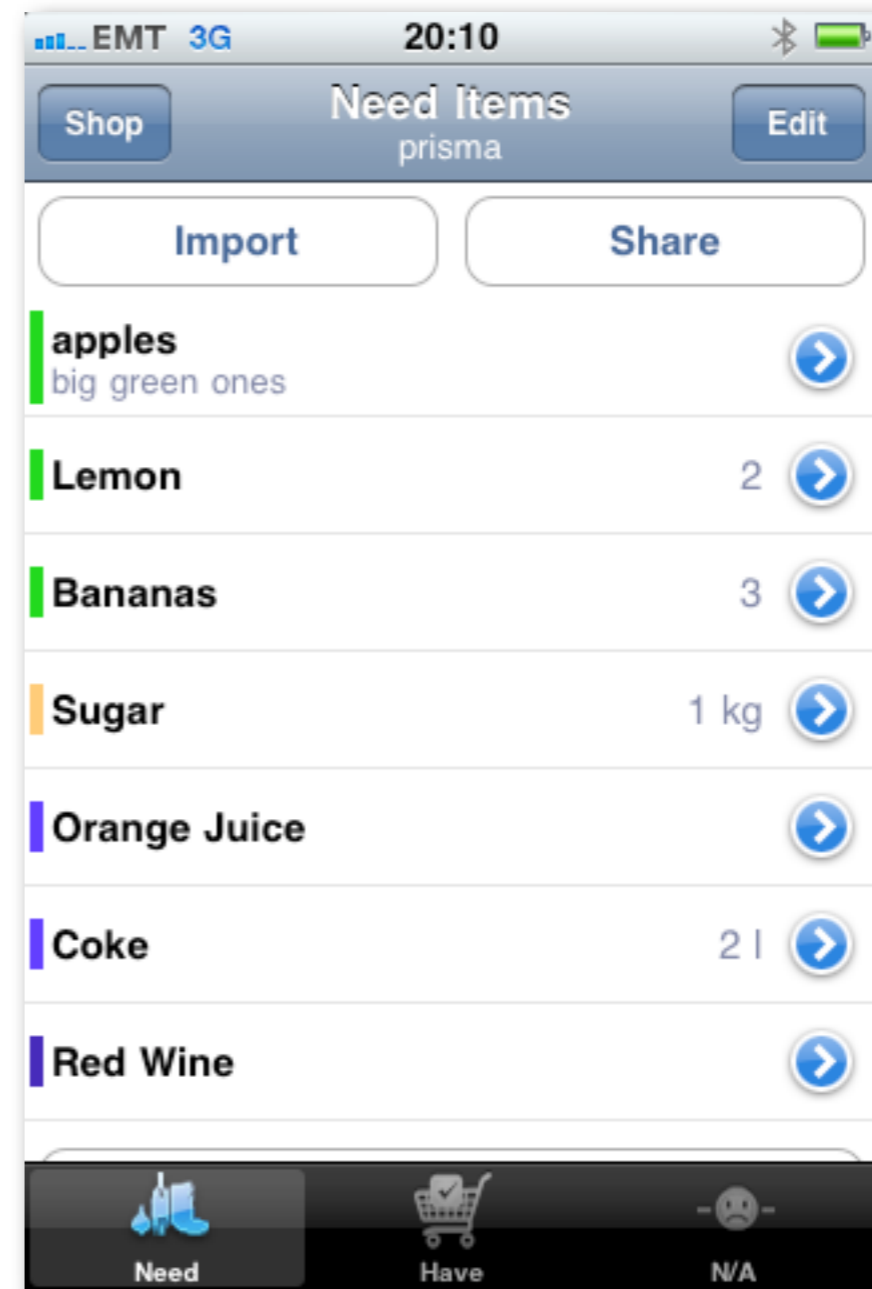 EMT 3G 20:10
Shop Need Items Edit
prisma
Import Share
apples
big green ones
Lemon 2
Bananas 3
Sugar 1 kg
Orange Juice
Coke 2 l
Red Wine
Need Have N/A